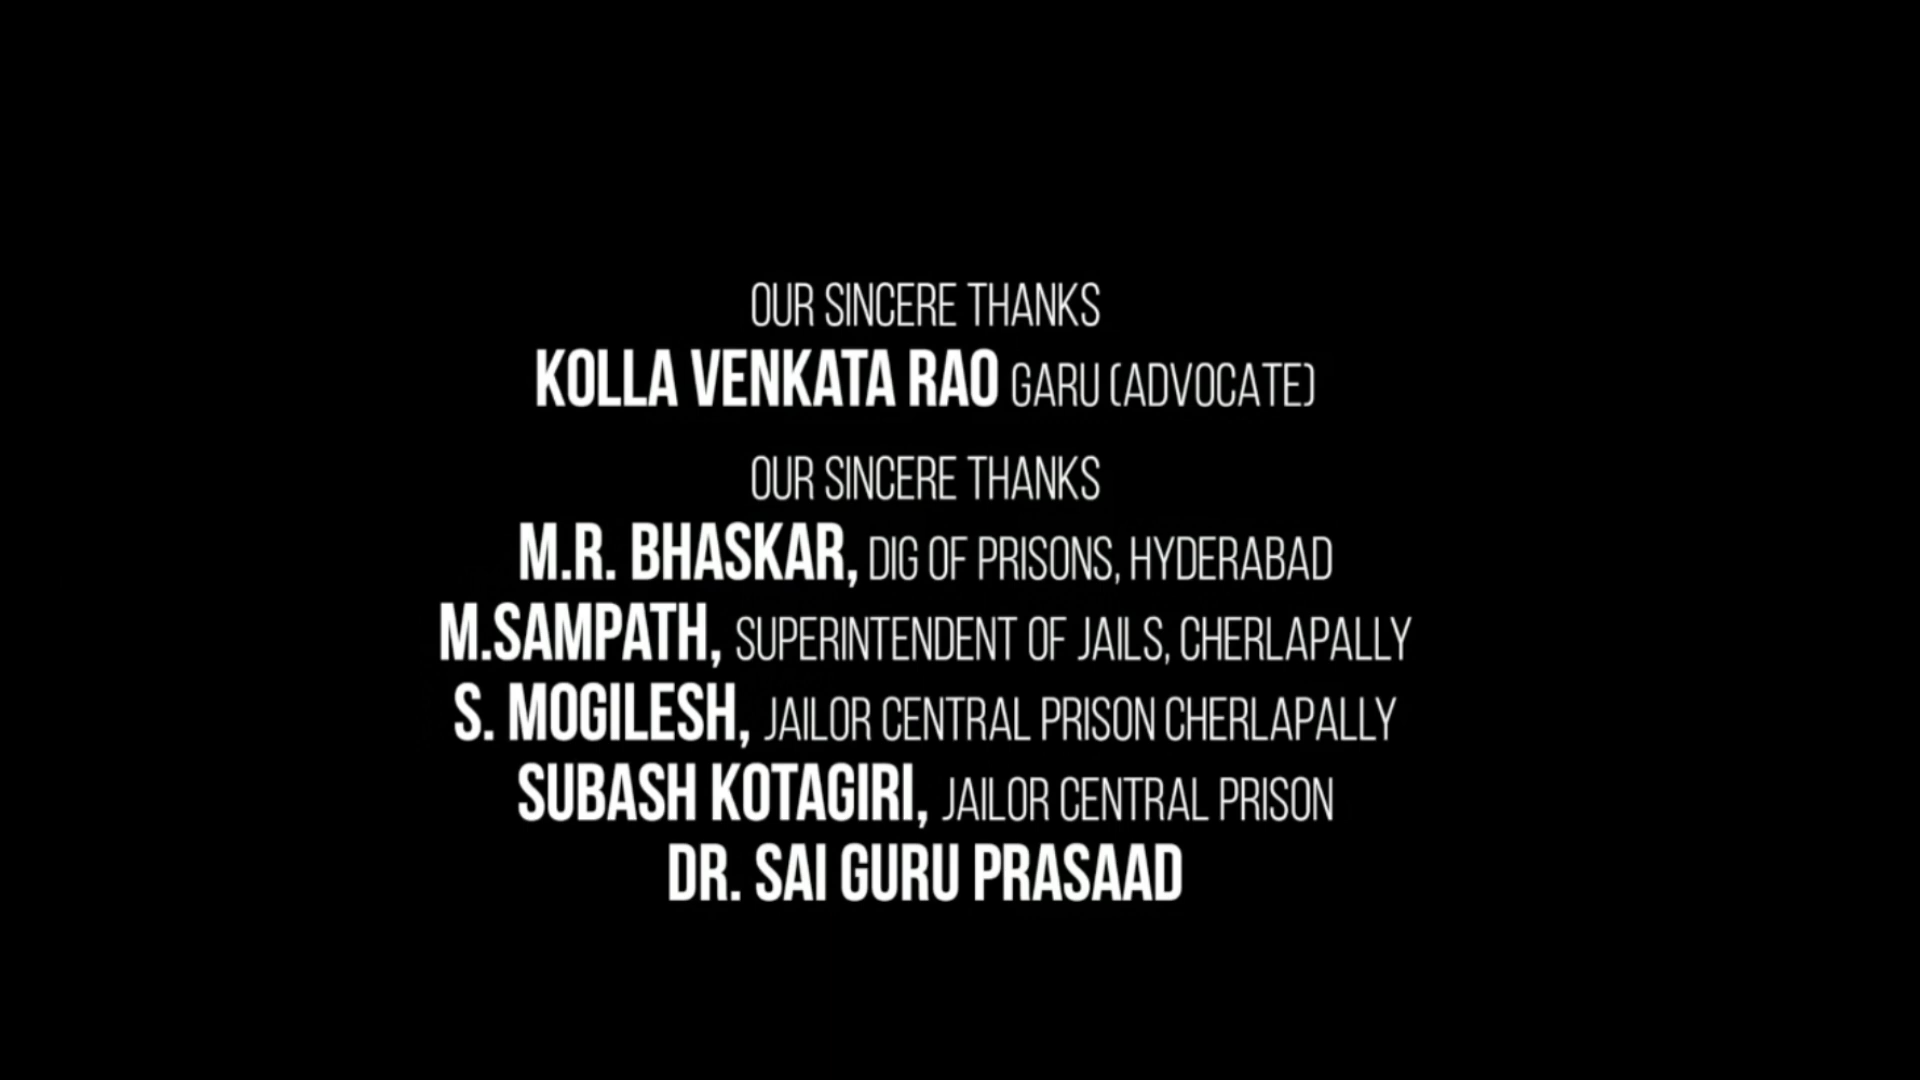 OUR SINCERE THANKS
KOLLA VENKATA RAO GARU (ADVOCATE)
OUR SINCERE THANKS
M.R. BHASKAR, DIG OF PRISONS, HYDERABAD
M.SAMPATH, SUPERINTENDENT OF JAILS, CHERLAPALLY
S. MOGILESH, JAILOR CENTRAL PRISON CHERLAPALLY
SUBASH KOTAGIRI, JAILOR CENTRAL PRISON
DR. SAI GURU PRASAAD